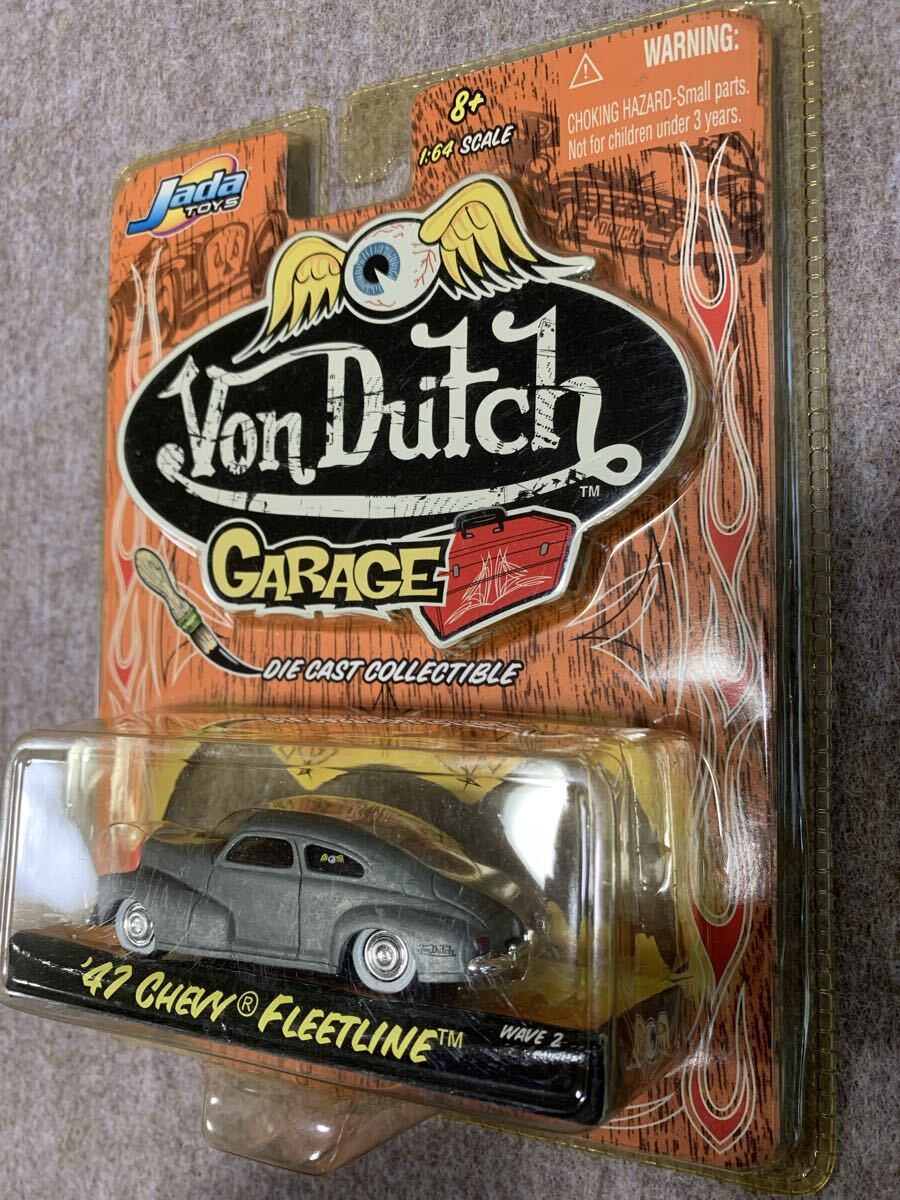 WARNING:
CHOKING HAZARD-Small parts.
Not for children under 3 years.
8+
1:64 SCALE
Jada
TOYS
Von Dutch
TM
GARAGE
DIE CAST COLLECTIBLE
Von Dutch
'47 CHEVY® FLEETLINE™
WAVE 2